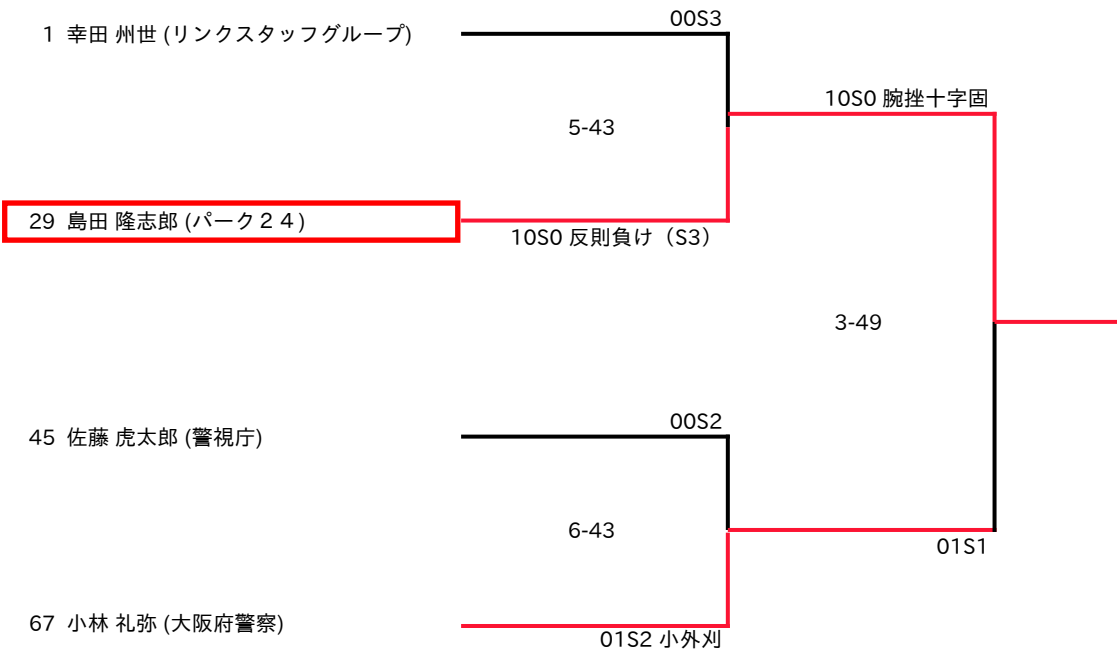 00S3
1 幸田 州世 (リンクスタッフグループ)
10S0 腕挫十字固
5-43
29 島田 隆志郎 (パーク２４)
10S0 反則負け（S3）
3-49
00S2
45 佐藤 虎太郎 (警視庁)
6-43
01S1
67 小林 礼弥 (大阪府警察)
01S2 小外刈